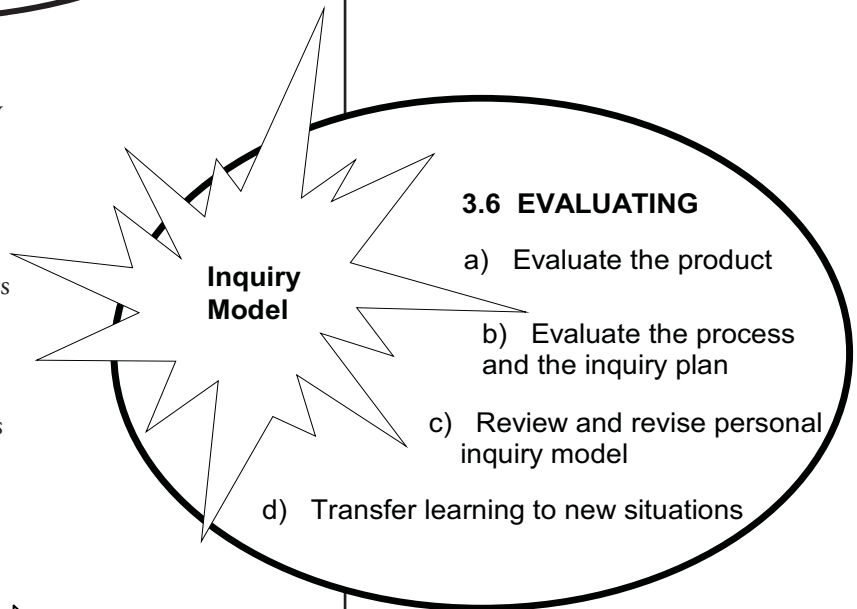 3.6 EVALUATING
a) Evaluate the product
Inquiry
Model
b) Evaluate the process
and the inquiry plan
c) Review and revise personal
inquiry model
d) Transfer learning to new situations